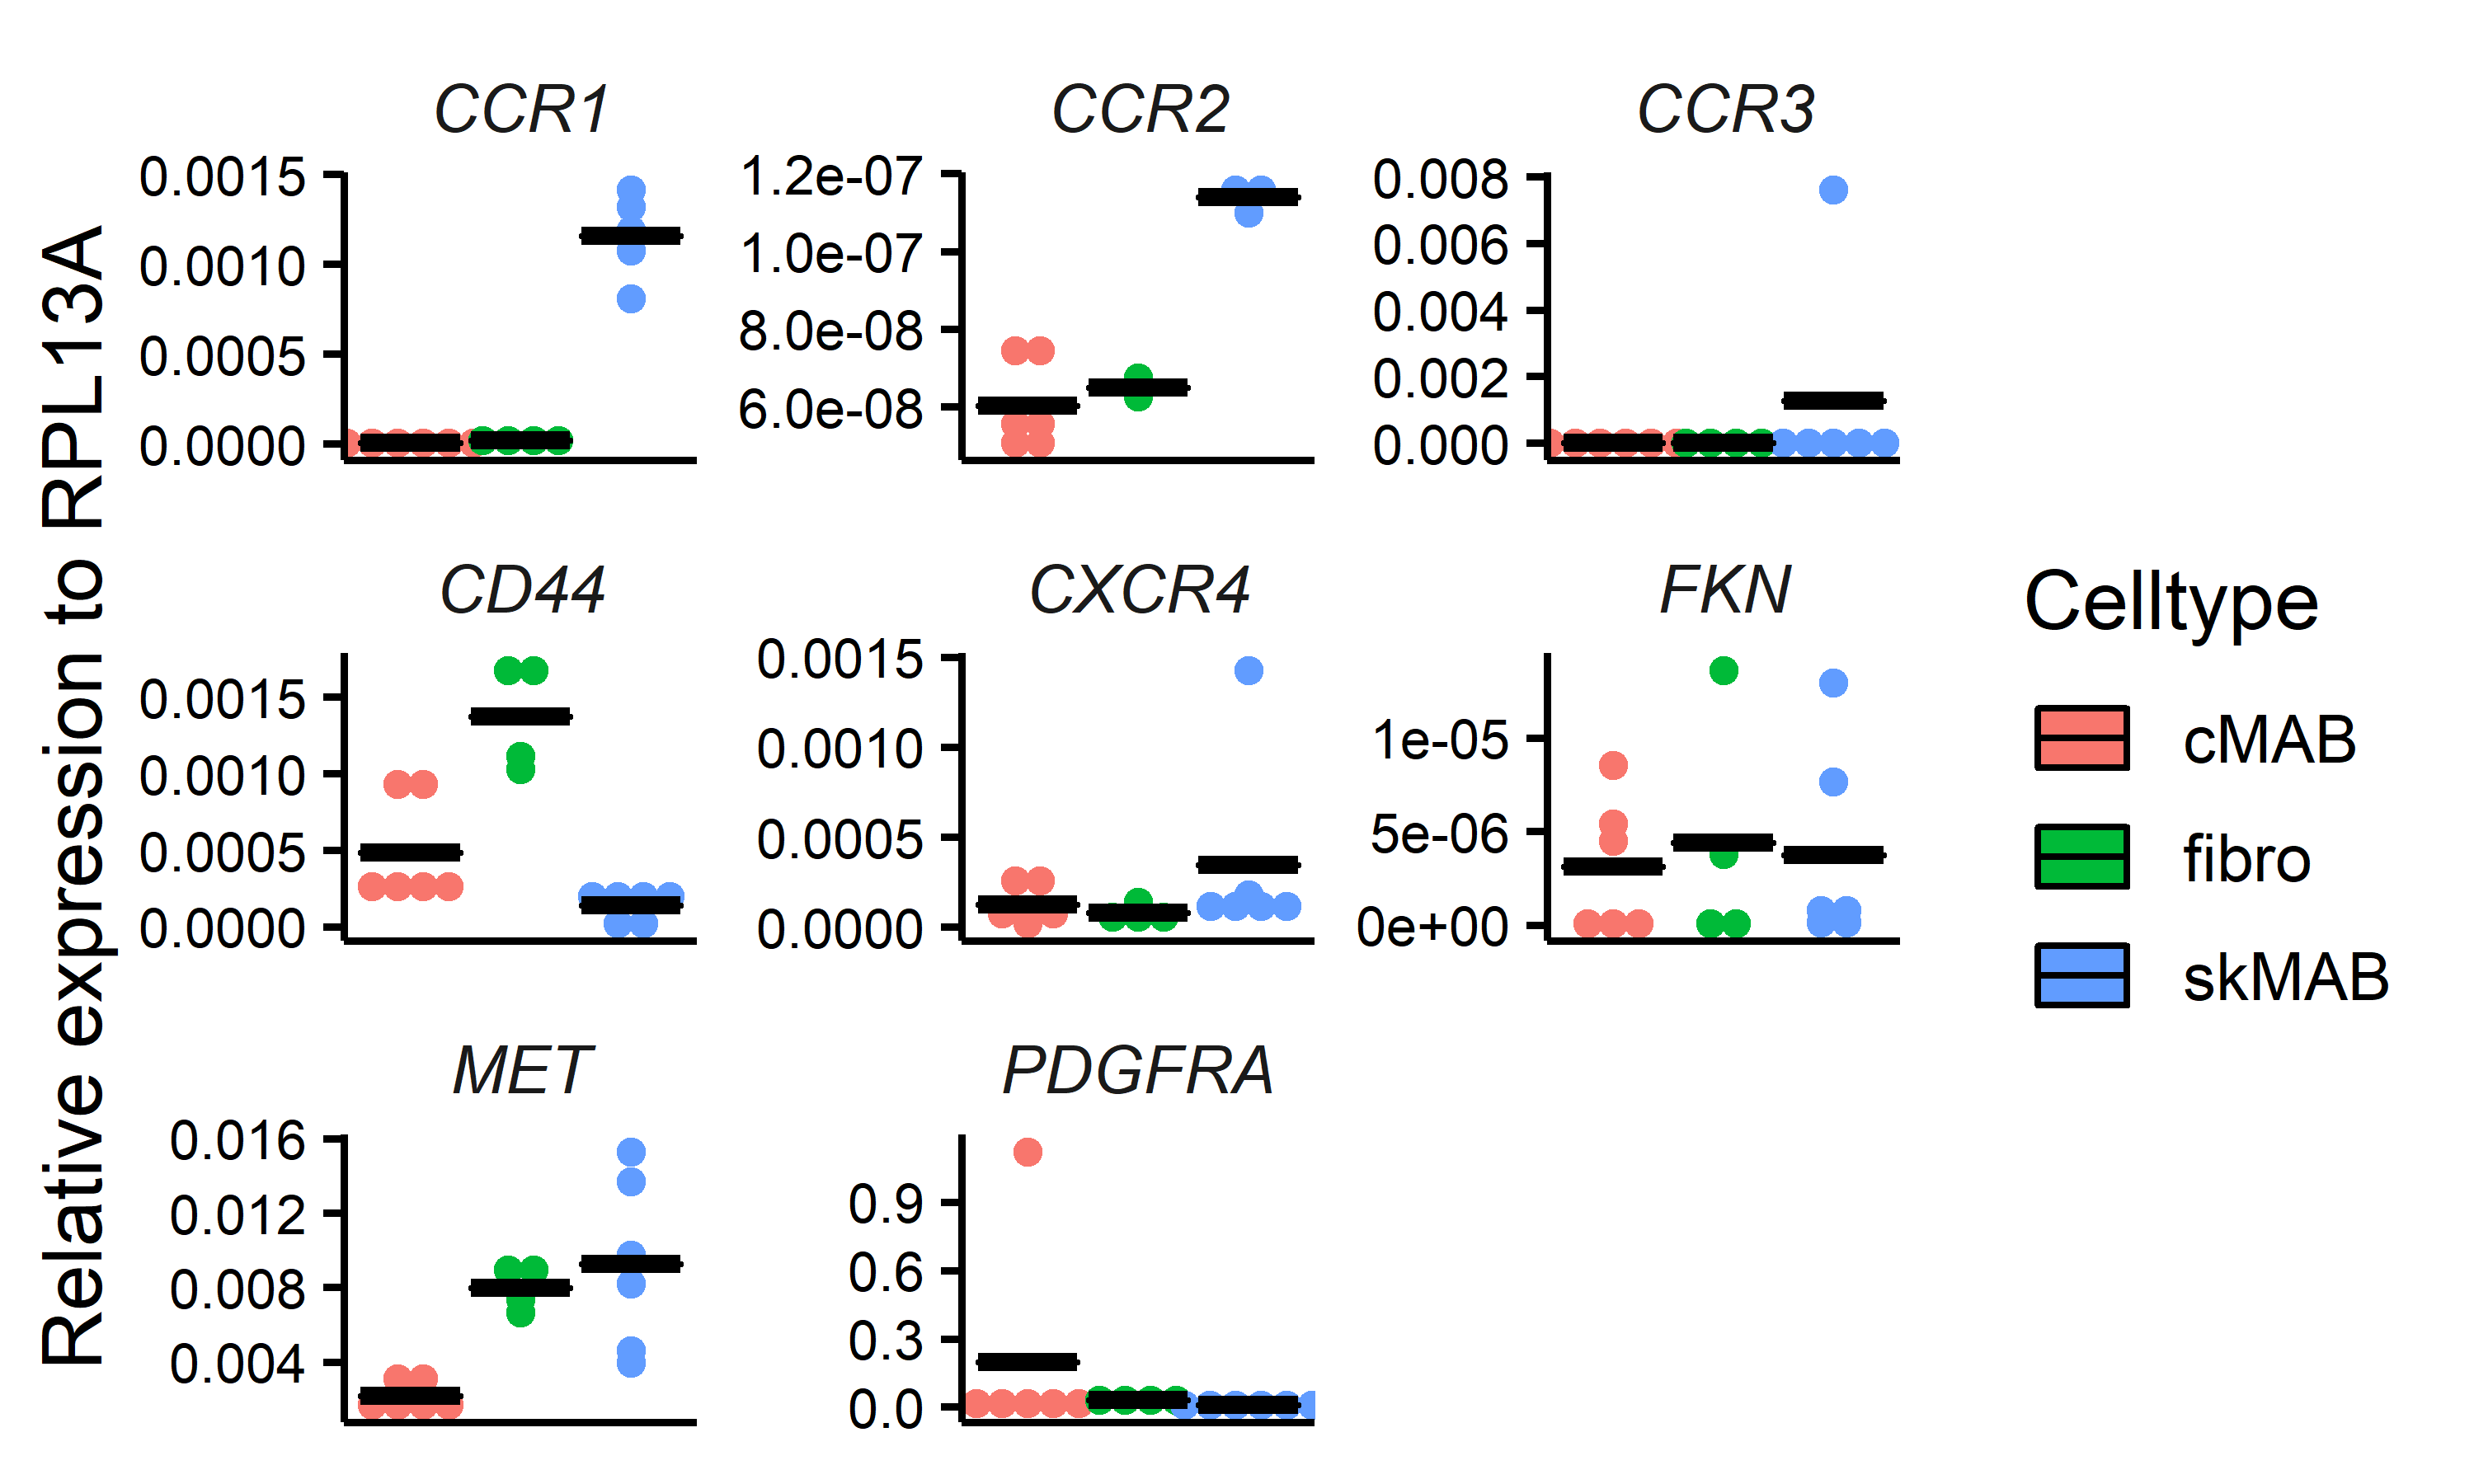 CCR1
CCR2
CCR3
0.0015
0.0010
0.0005
0.0000
1.2e-07
1.0e-07
8.0e-08
6.0e-08
0.008
0.006
0.004
0.002
0.000
Relative expression to RPL13A
CD44
CXCR4
FKN
0.0015
0.0010
0.0005
0.0000
0.0015
0.0010
0.0005
0.0000
1e-05
5e-06
0e+00
Celltype
cMAB
fibro
skMAB
MET
PDGFRA
0.016
0.012
0.008
0.004
0.9
0.6
0.3
0.0